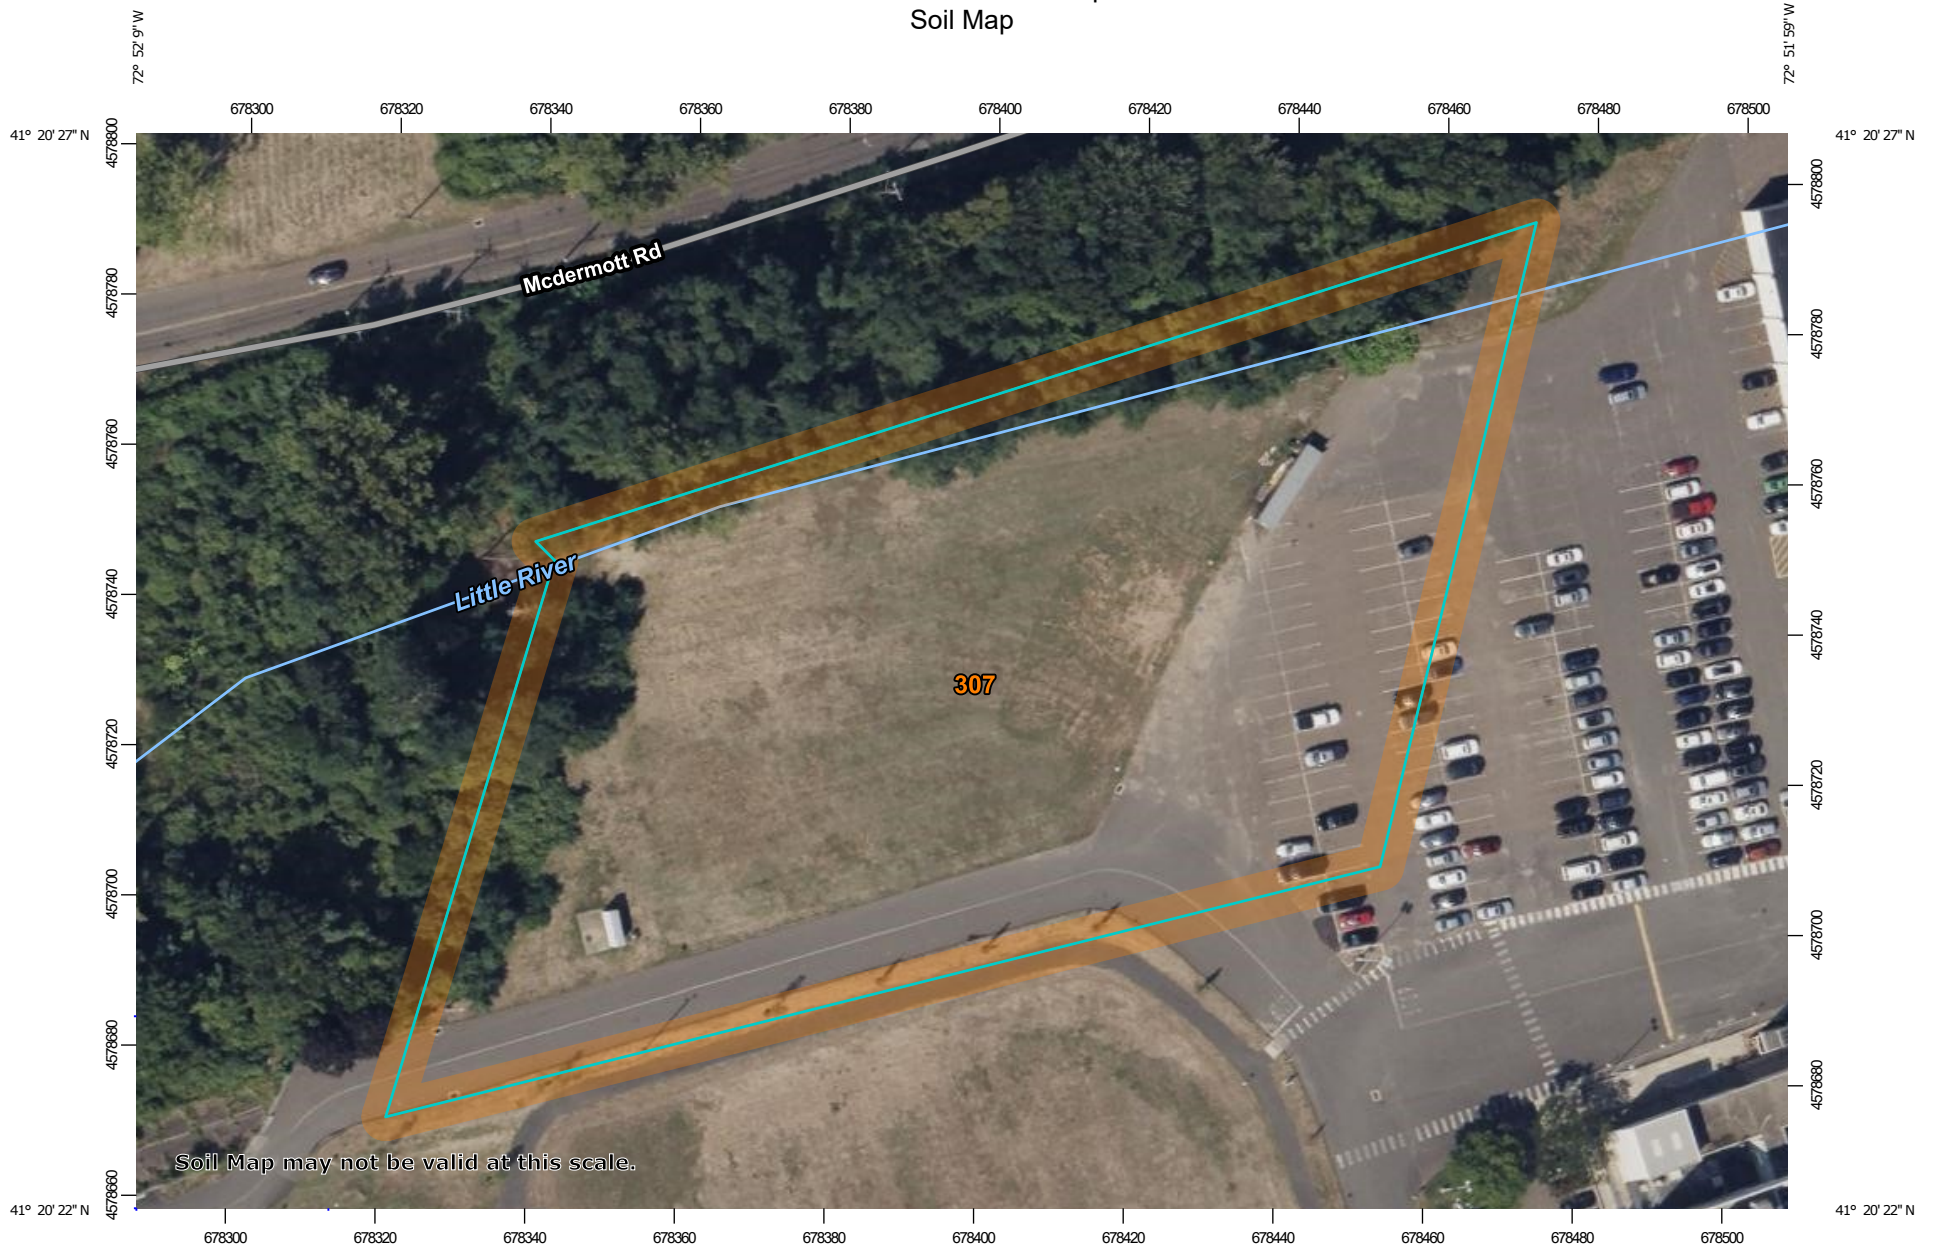 Soil Map
72° 52' 9'' W
72° 51' 59'' W
678300 678320 678340 678360 678380 678400 678420 678440 678460 678480 678500
41° 20' 27'' N
41° 20' 27'' N
4578800
4578780
4578760
4578740
4578720
4578700
4578680
4578660
4578800
4578780
4578760
4578740
4578720
4578700
4578680
Mcdermott Rd
Little River
307
Soil Map may not be valid at this scale.
41° 20' 22'' N
41° 20' 22'' N
678300 678320 678340 678360 678380 678400 678420 678440 678460 678480 678500